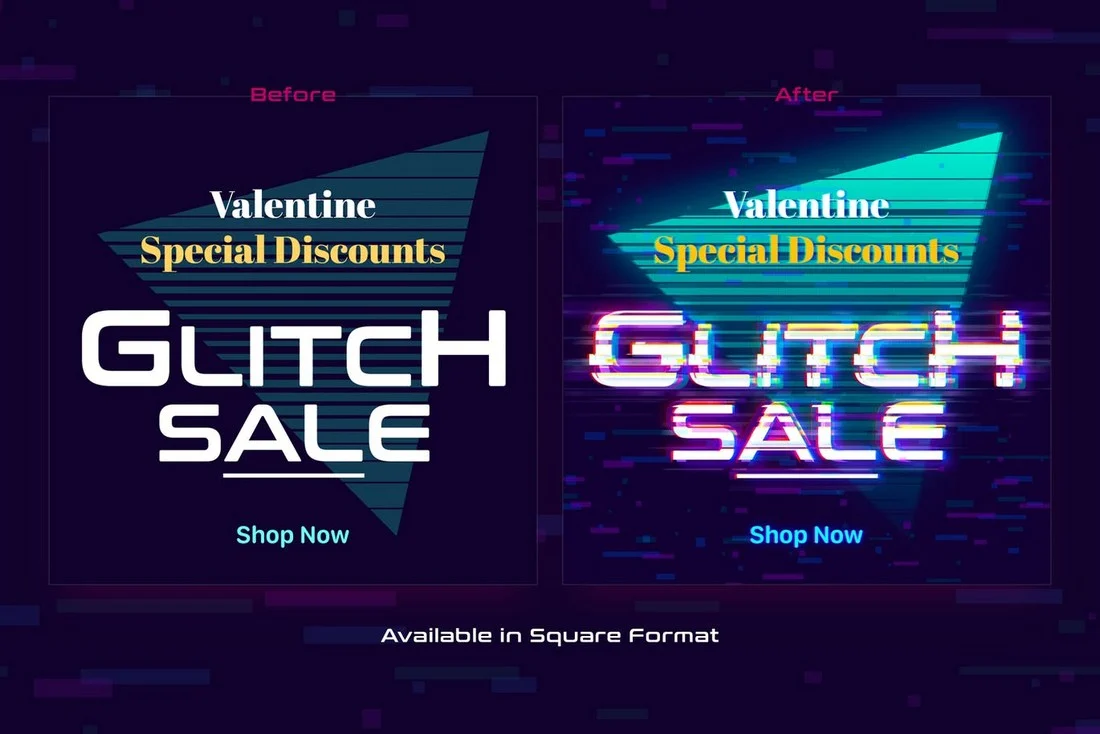 Before
Valentine
Special Discounts
GLITCH
SALE
Shop Now
After
Valentine
Special Discounts
GLITCH
SALE
Shop Now
Available in Square Format